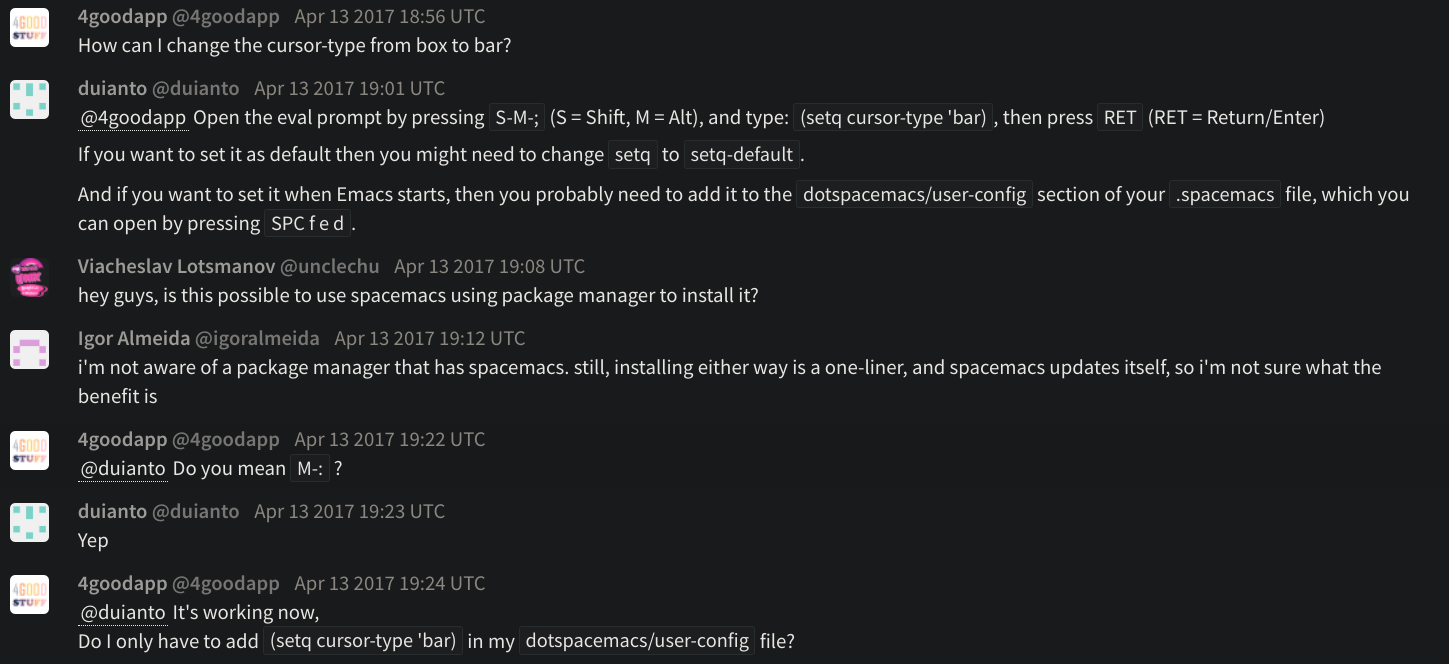 4GOOD
STUFF
4goodapp @4goodapp Apr 13 2017 18:56 UTC
How can I change the cursor-type from box to bar?
duianto @duianto Apr 13 2017 19:01 UTC
@4goodapp Open the eval prompt by pressing S-M-; (S = Shift, M = Alt), and type: (setq cursor-type 'bar) , then press RET (RET = Return/Enter)
If you want to set it as default then you might need to change setq to setq-default .
And if you want to set it when Emacs starts, then you probably need to add it to the dotspacemacs/user-config section of your .spacemacs file, which you
can open by pressing SPC f e d .
Viacheslav Lotsmanov @unclechu Apr 13 2017 19:08 UTC
hey guys, is this possible to use spacemacs using package manager to install it?
Igor Almeida @igoralmeida Apr 13 2017 19:12 UTC
i'm not aware of a package manager that has spacemacs. still, installing either way is a one-liner, and spacemacs updates itself, so i'm not sure what the
benefit is
4GOOD
STUFF
4goodapp @4goodapp Apr 13 2017 19:22 UTC
@duianto Do you mean M-: ?
duianto @duianto Apr 13 2017 19:23 UTC
Yep
4GOOD
STUFF
4goodapp @4goodapp Apr 13 2017 19:24 UTC
@duianto It's working now,
Do I only have to add (setq cursor-type 'bar) in my dotspacemacs/user-config file?